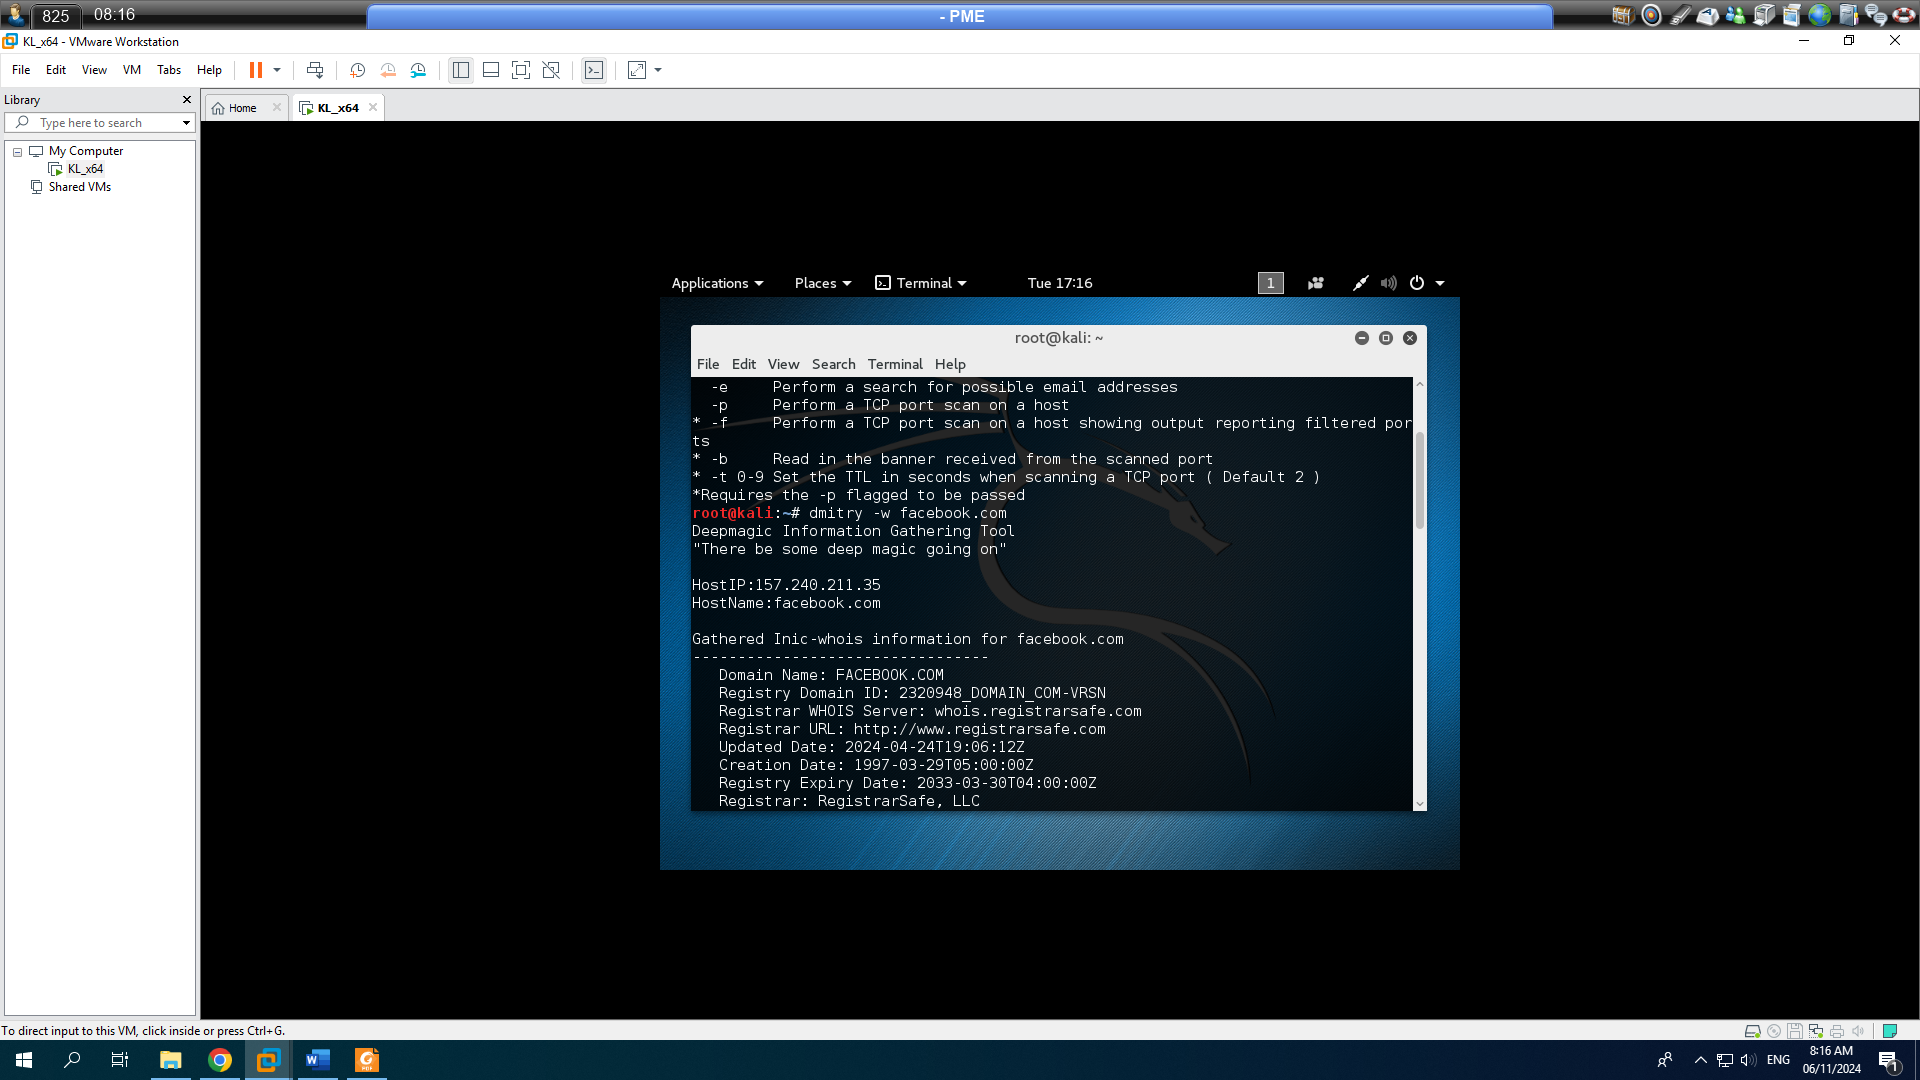 825 08:16 - PME
KL_x64 - VMware Workstation
File Edit View VM Tabs Help
Library
Home KL_x64
Type here to search
My Computer
KL_x64
Shared VMs
Applications Places Terminal Tue 17:16 1
root@kali: ~
File Edit View Search Terminal Help
-e Perform a search for possible email addresses
-p Perform a TCP port scan on a host
* -f Perform a TCP port scan on a host showing output reporting filtered por
ts
* -b Read in the banner received from the scanned port
* -t 0-9 Set the TTL in seconds when scanning a TCP port ( Default 2 )
*Requires the -p flagged to be passed
root@kali:~# dmitry -w facebook.com
Deepmagic Information Gathering Tool
"There be some deep magic going on"
HostIP:157.240.211.35
HostName:facebook.com
Gathered Inic-whois information for facebook.com
---------------------------------
Domain Name: FACEBOOK.COM
Registry Domain ID: 2320948_DOMAIN_COM-VRSN
Registrar WHOIS Server: whois.registrarsafe.com
Registrar URL: http://www.registrarsafe.com
Updated Date: 2024-04-24T19:06:12Z
Creation Date: 1997-03-29T05:00:00Z
Registry Expiry Date: 2033-03-30T04:00:00Z
Registrar: RegistrarSafe, LLC
To direct input to this VM, click inside or press Ctrl+G.
ENG 8:16 AM
06/11/2024 1